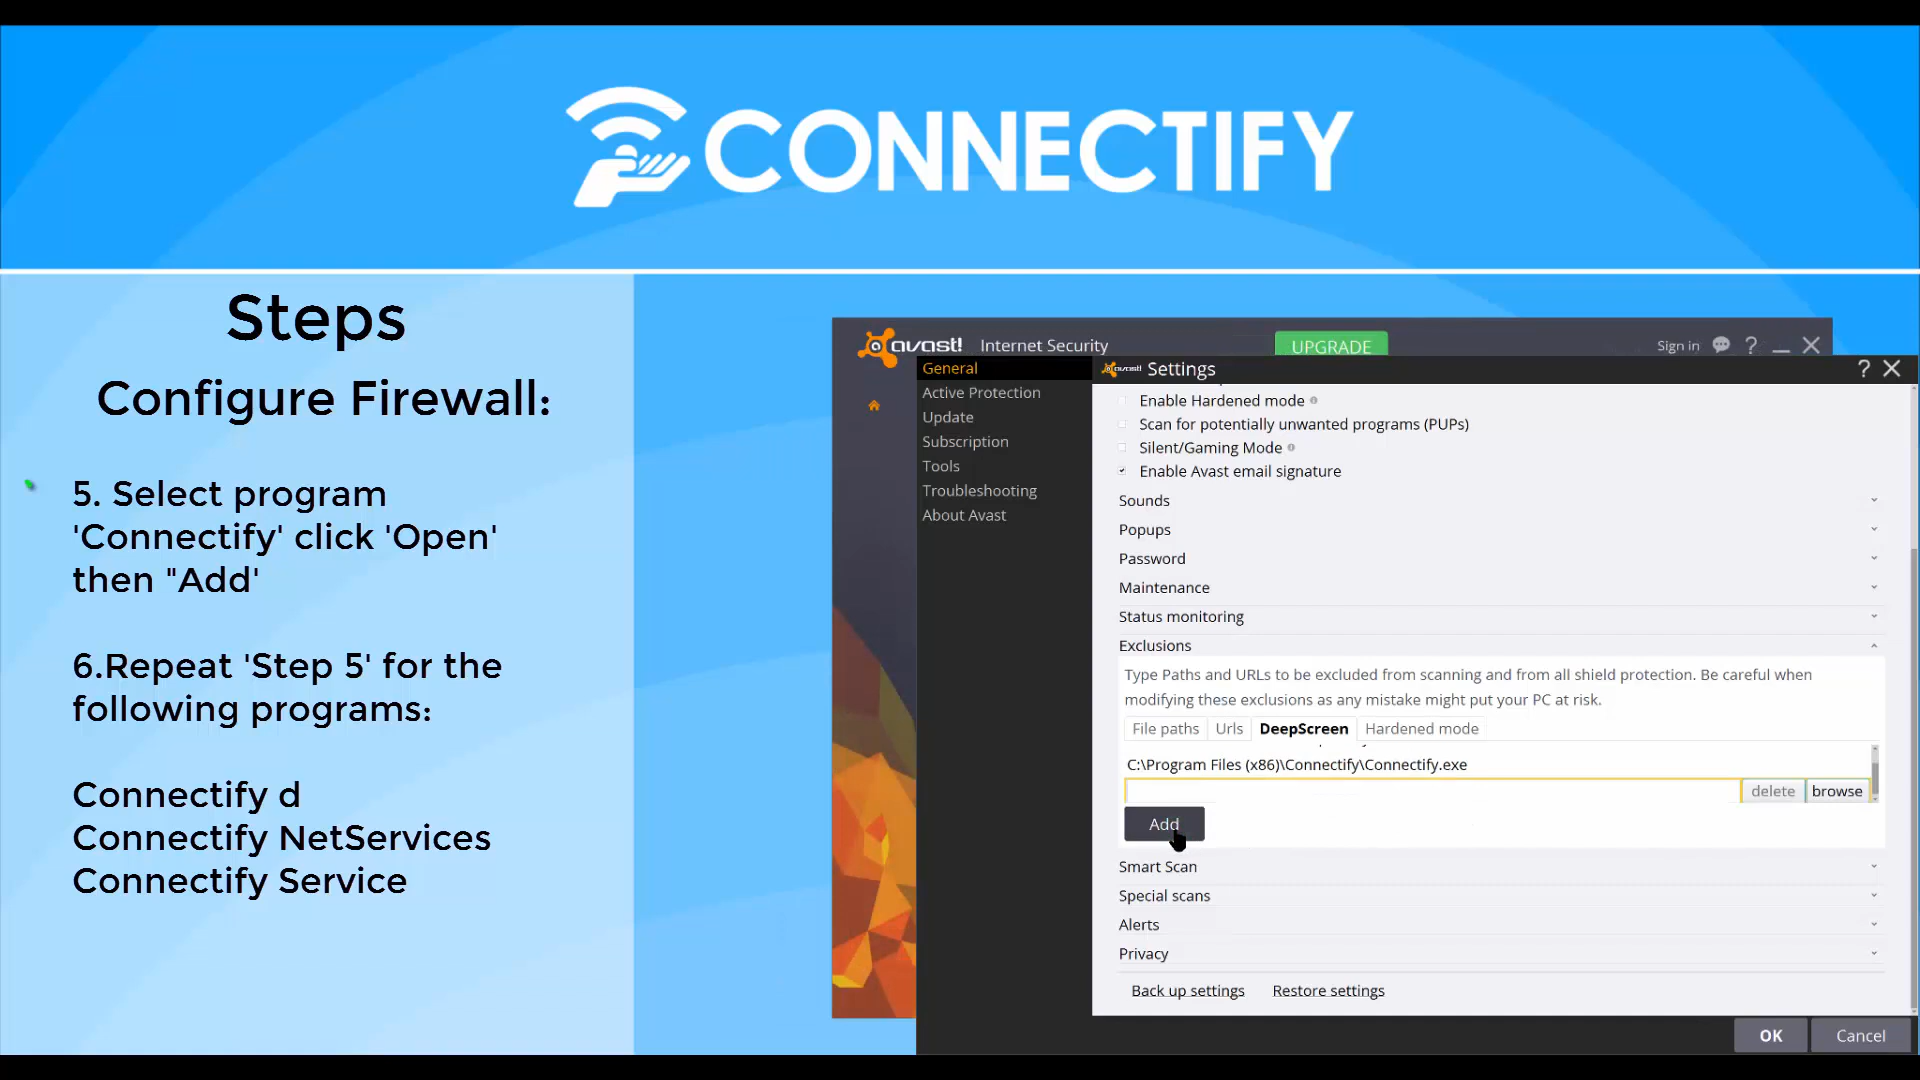 CONNECTIFY
Steps
Configure Firewall:
5. Select program
'Connectify' click 'Open'
then "Add'
6.Repeat 'Step 5' for the
following programs:
Connectify d
Connectify NetServices
Connectify Service
avast! Internet Security
UPGRADE
Sign in ?
General
Active Protection
Update
Subscription
Tools
Troubleshooting
About Avast
avast! Settings
?
Enable Hardened mode
Scan for potentially unwanted programs (PUPs)
Silent/Gaming Mode
Enable Avast email signature
Sounds
Popups
Password
Maintenance
Status monitoring
Exclusions
Type Paths and URLs to be excluded from scanning and from all shield protection. Be careful when
modifying these exclusions as any mistake might put your PC at risk.
File paths Urls DeepScreen Hardened mode
C:\Program Files (x86)\Connectify\Connectify.exe
delete browse
Add
Smart Scan
Special scans
Alerts
Privacy
Back up settings Restore settings
OK Cancel